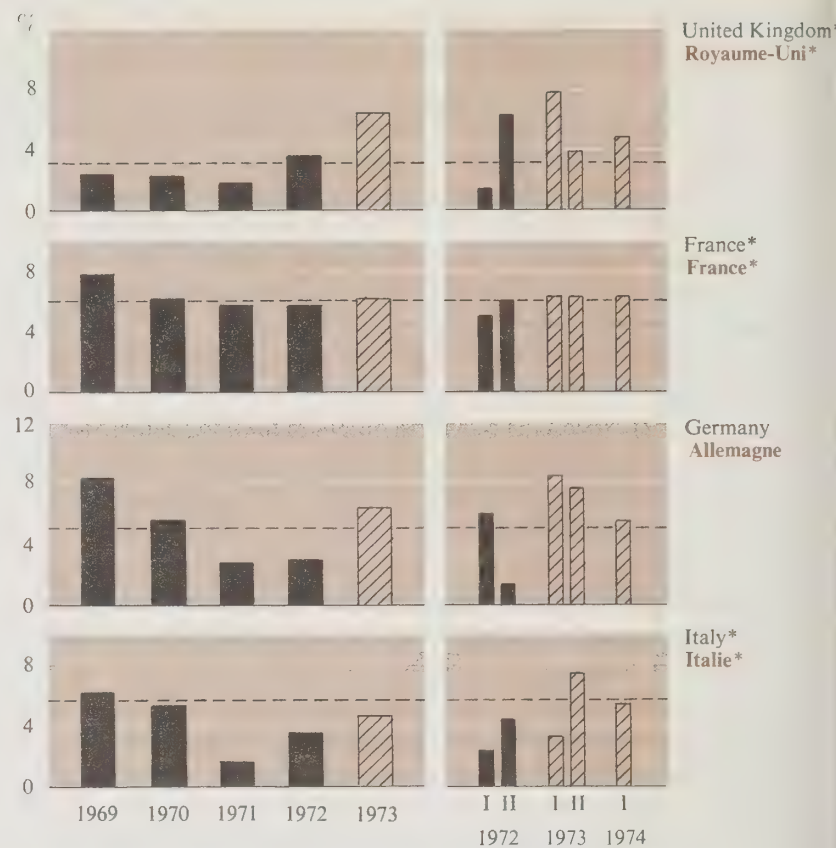 %
United Kingdom*
Royaume-Uni*
8
4
0
France*
France*
8
4
0
12
Germany
Allemagne
8
4
0
Italy*
Italie*
8
4
0
1969 1970 1971 1972 1973
I II I II I
1972 1973 1974